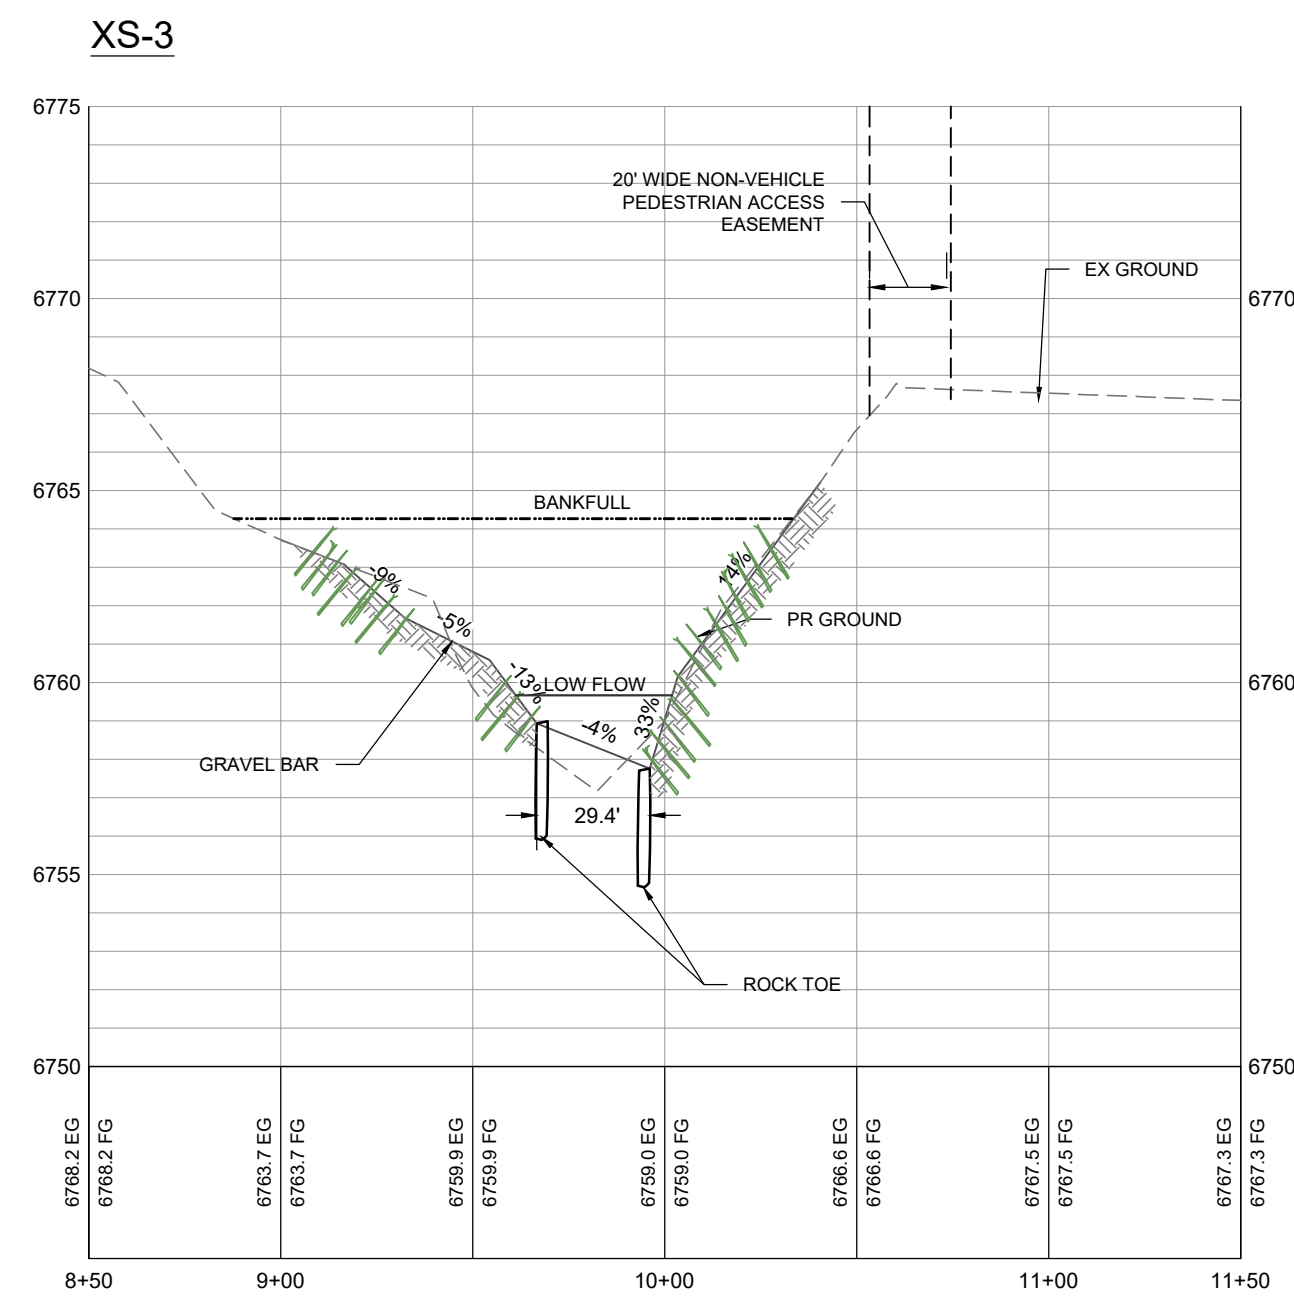 XS-3
6775
20' WIDE NON-VEHICLE
PEDESTRIAN ACCESS
EASEMENT
EX GROUND
6770
6770
6765
BANKFULL
-9%
14%
-5%
PR GROUND
6760
-13%
LOW FLOW
6760
33%
-4%
GRAVEL BAR
29.4'
6755
ROCK TOE
6750
6750
6768.2 EG
6768.2 FG
6763.7 EG
6763.7 FG
6759.9 EG
6759.9 FG
6759.0 EG
6759.0 FG
6766.6 EG
6766.6 FG
6767.5 EG
6767.5 FG
6767.3 EG
6767.3 FG
8+50
9+00
10+00
11+00
11+50